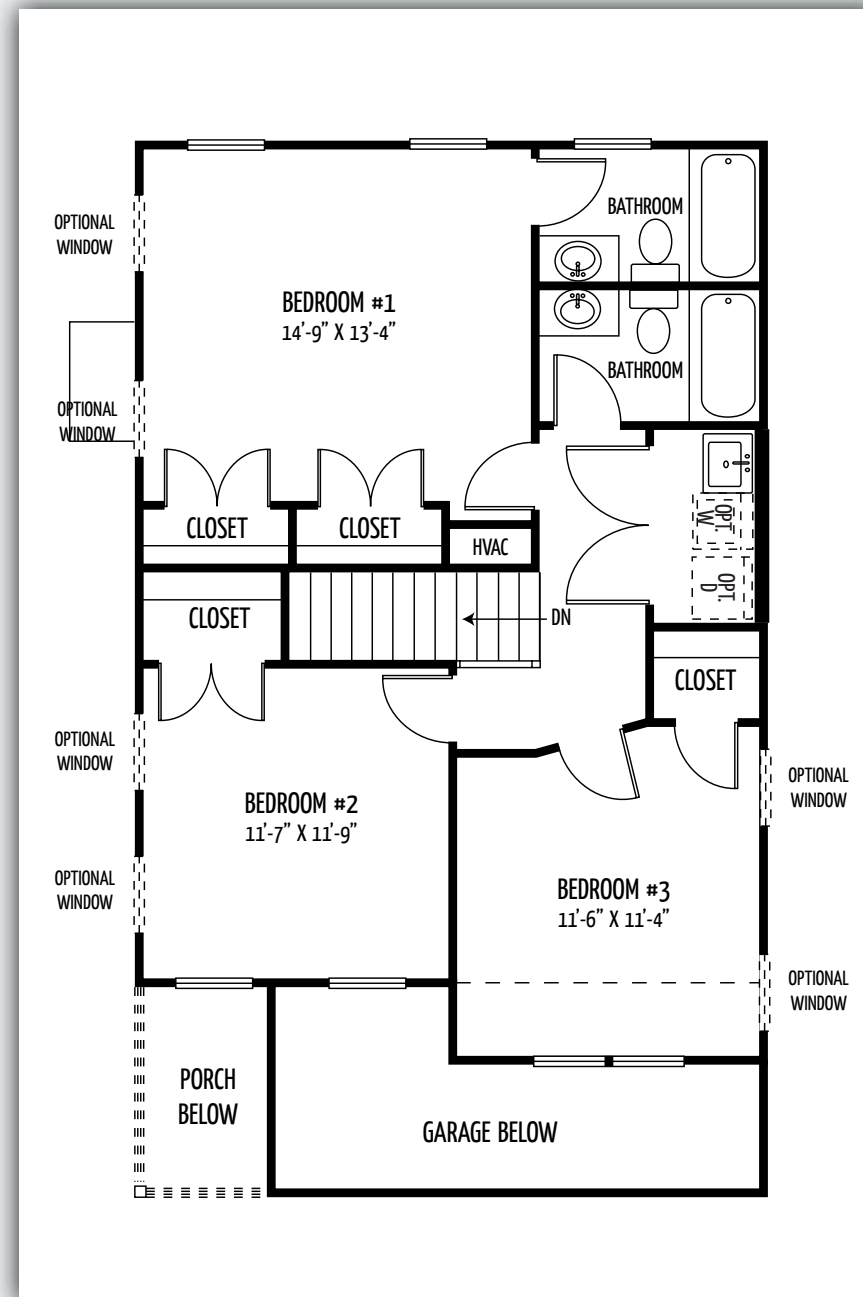 BATHROOM
OPTIONAL
WINDOW
BEDROOM #1
14'-9" X 13'-4"
BATHROOM
OPTIONAL
WINDOW
CLOSET
CLOSET
HVAC
OPT.
W
OPT.
D
CLOSET
DN
CLOSET
OPTIONAL
WINDOW
OPTIONAL
WINDOW
BEDROOM #2
11'-7" X 11'-9"
OPTIONAL
WINDOW
BEDROOM #3
11'-6" X 11'-4"
OPTIONAL
WINDOW
PORCH
BELOW
GARAGE BELOW